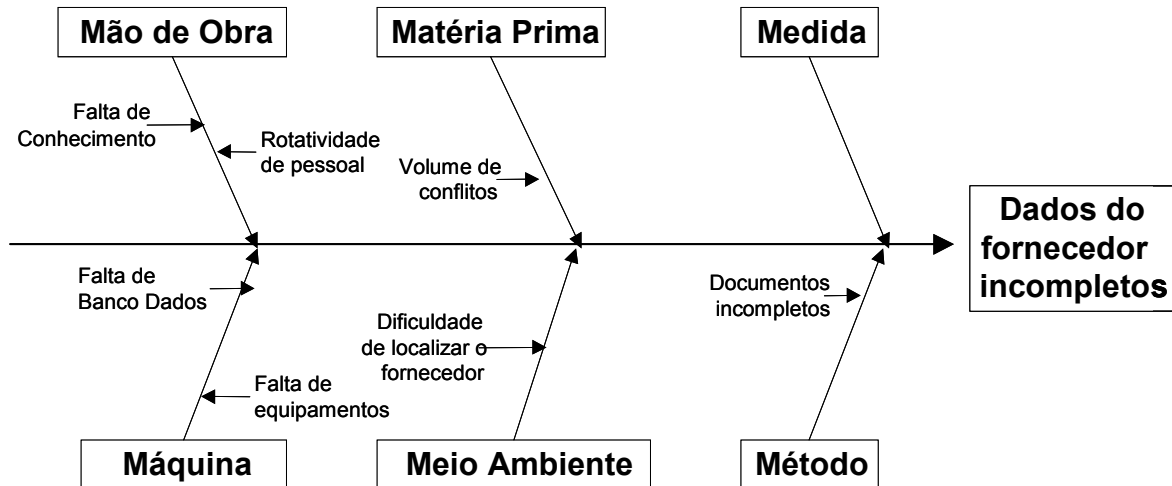 Mão de Obra
Matéria Prima
Medida
Falta de
Conhecimento
Rotatividade
de pessoal
Volume de
conflitos
Dados do
fornecedor
incompletos
Falta de
Banco Dados
Documentos
incompletos
Dificuldade
de localizar o
fornecedor
Falta de
equipamentos
Máquina
Meio Ambiente
Método